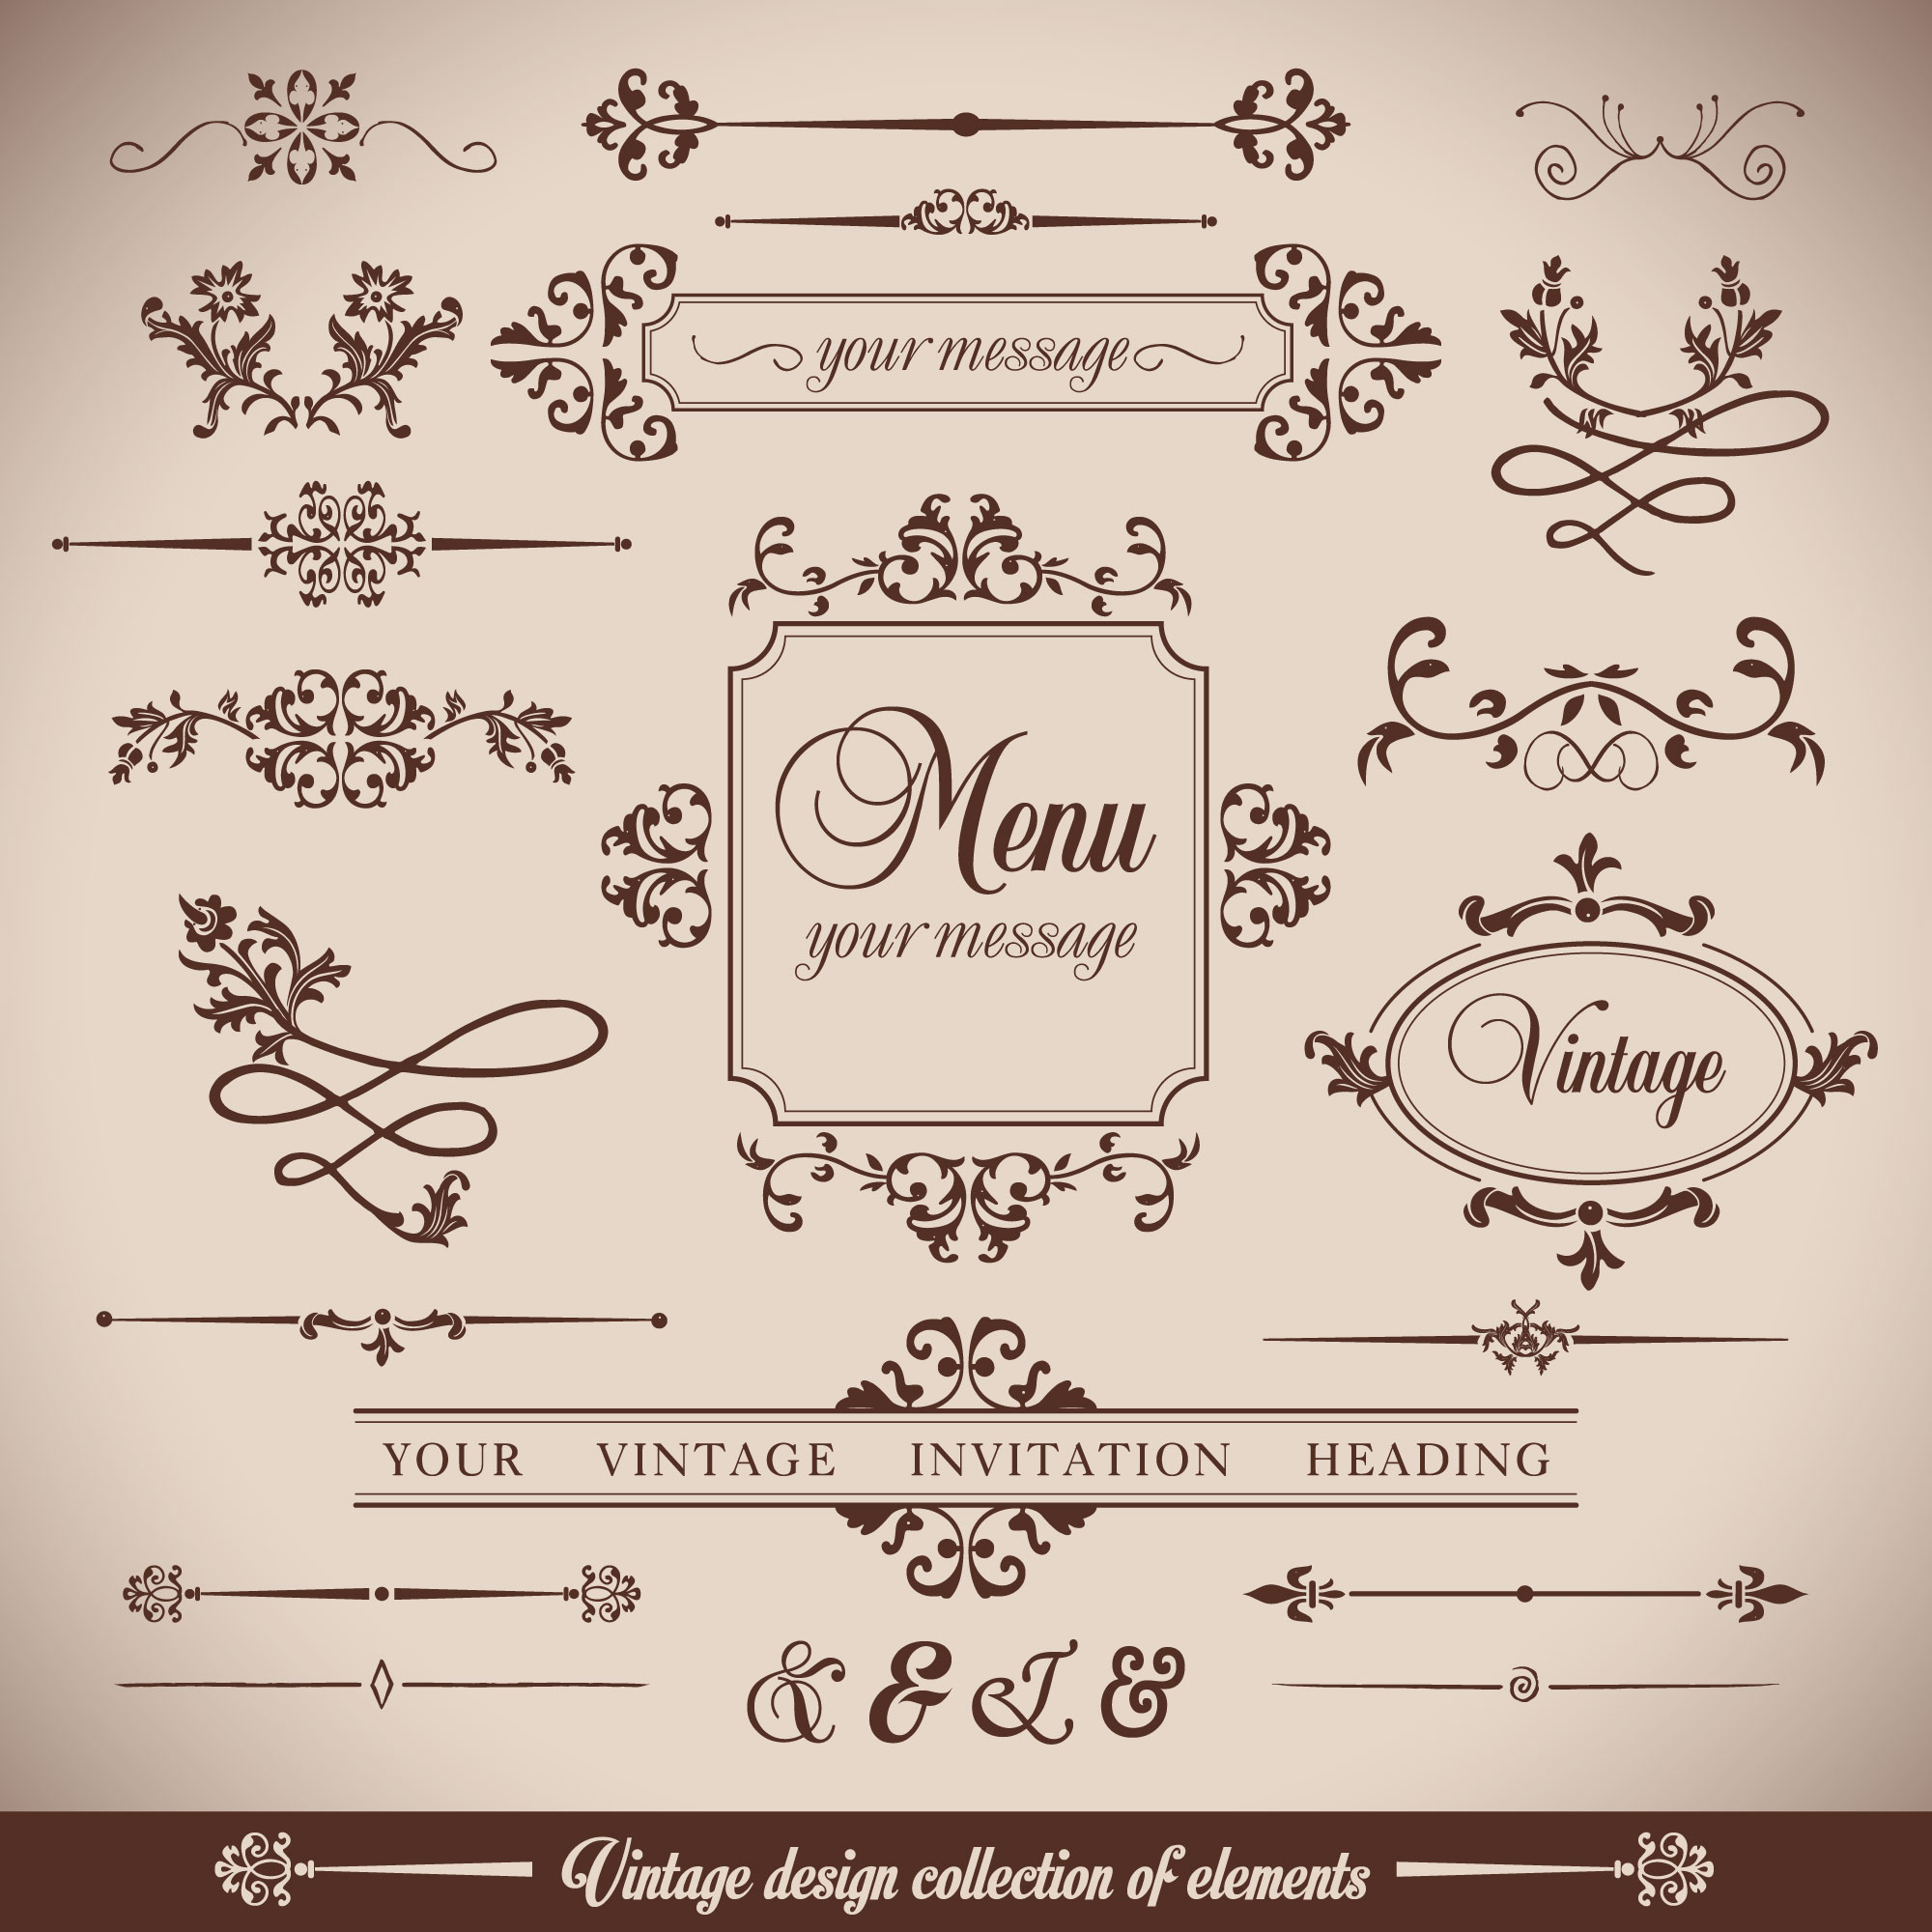 your message
Menu
your message
Vintage
YOUR VINTAGE INVITATION HEADING
& & & &
Vintage design collection of elements